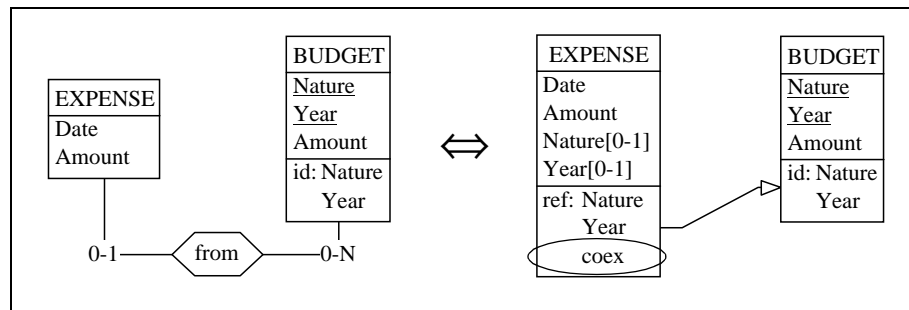 EXPENSE
Date
Amount
0-1
from
0-N
BUDGET
Nature
Year
Amount
id: Nature
Year
⇔
EXPENSE
Date
Amount
Nature[0-1]
Year[0-1]
ref: Nature
Year
coex
BUDGET
Nature
Year
Amount
id: Nature
Year